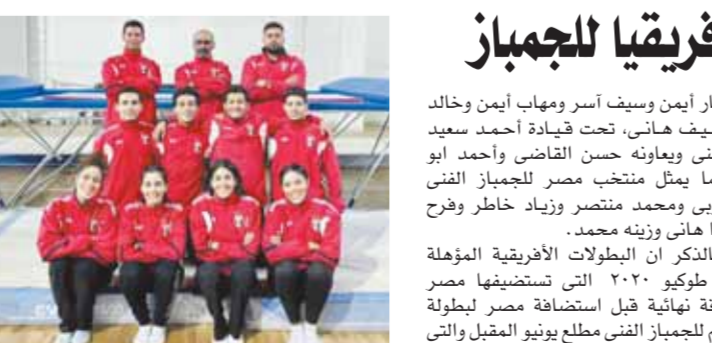 فريقيا للجمباز
ار أيمن وسيف آسر ومهاب أيمن وخالد
يف هانى، تحت قيادة أحمد سعيد
نى ويعاونه حسن القاضى وأحمد ابو
ما يمثل منتخب مصر للجمباز الفنى
وبى ومحمد منتصر وزياد خاطر وفرح
ا هانى وزينه محمد.
الذكر ان البطولات الأفريقية المؤهلة
طوكيو ٢٠٢٠ التى تستضيفها مصر
ة نهائية قبل استضافة مصر لبطولة
م للجمباز الفنى مطلع يونيو المقبل والتى